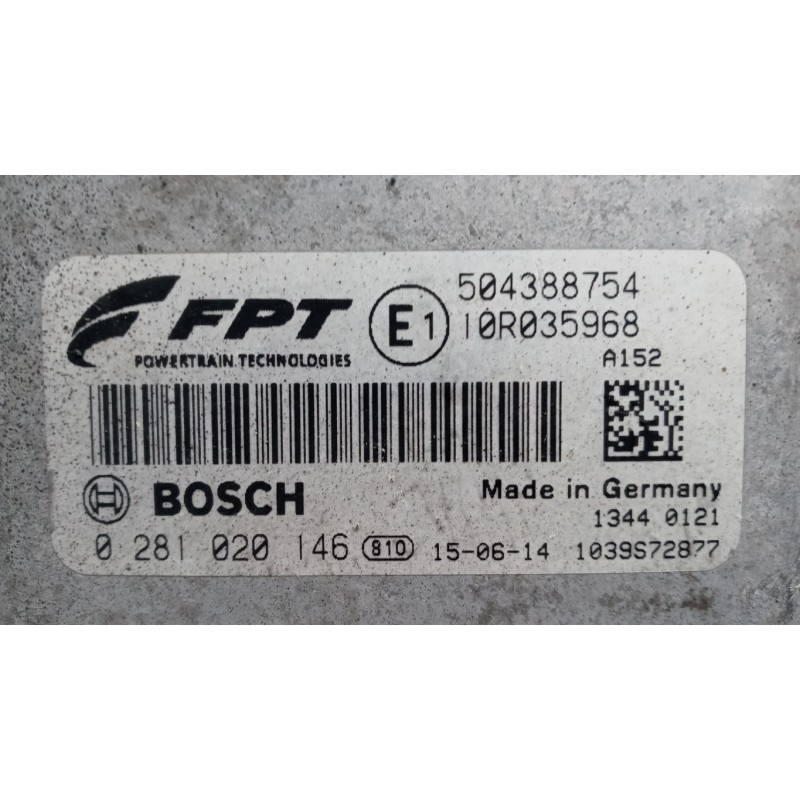 504388754
FPT E1 10R035968
POWERTRAIN TECHNOLOGIES A152
BOSCH Made in Germany
1344 0121
0 281 020 146 810 15-06-14 1039S72877